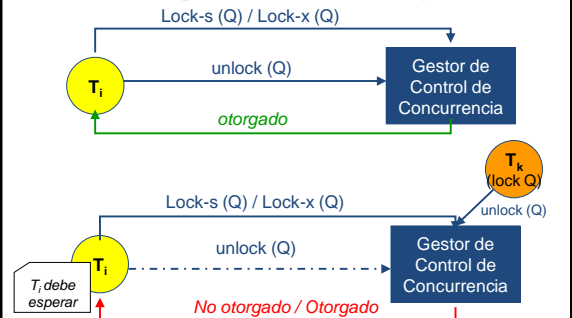 Lock-s (Q) / Lock-x (Q)
Ti
unlock (Q)
Gestor de
Control de
Concurrencia
otorgado
Tk
(lock Q)
Lock-s (Q) / Lock-x (Q)
unlock (Q)
Ti
unlock (Q)
Gestor de
Control de
Concurrencia
Ti debe
esperar
No otorgado / Otorgado